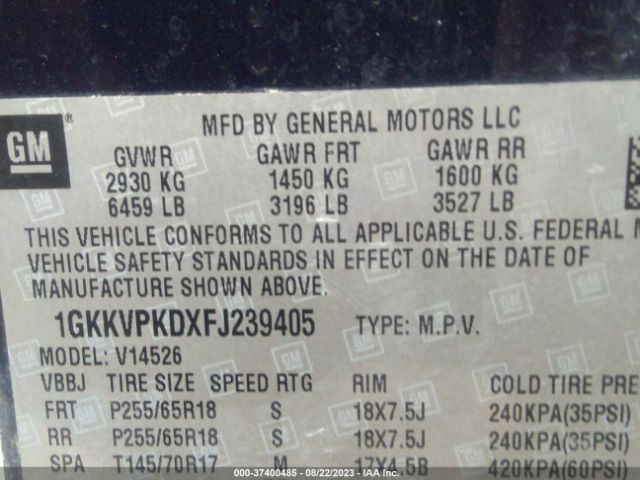 GM ®
MFD BY GENERAL MOTORS LLC
GVWR GAWR FRT GAWR RR
2930 KG 1450 KG 1600 KG
6459 LB 3196 LB 3527 LB
THIS VEHICLE CONFORMS TO ALL APPLICABLE U.S. FEDERAL M
VEHICLE SAFETY STANDARDS IN EFFECT ON THE DATE OF
MANUFACTURE SHOWN ABOVE.
1GKKVPKDXFJ239405 TYPE: M.P.V.
MODEL: V14526
VBBJ TIRE SIZE SPEED RTG RIM COLD TIRE PRE
FRT P255/65R18 S 18X7.5J 240KPA(35PSI)
RR P255/65R18 S 18X7.5J 240KPA(35PSI)
SPA T145/70R17 M 17X4.5B 420KPA(60PSI)
000-37400485 - 08/22/2023 - IAAI.com